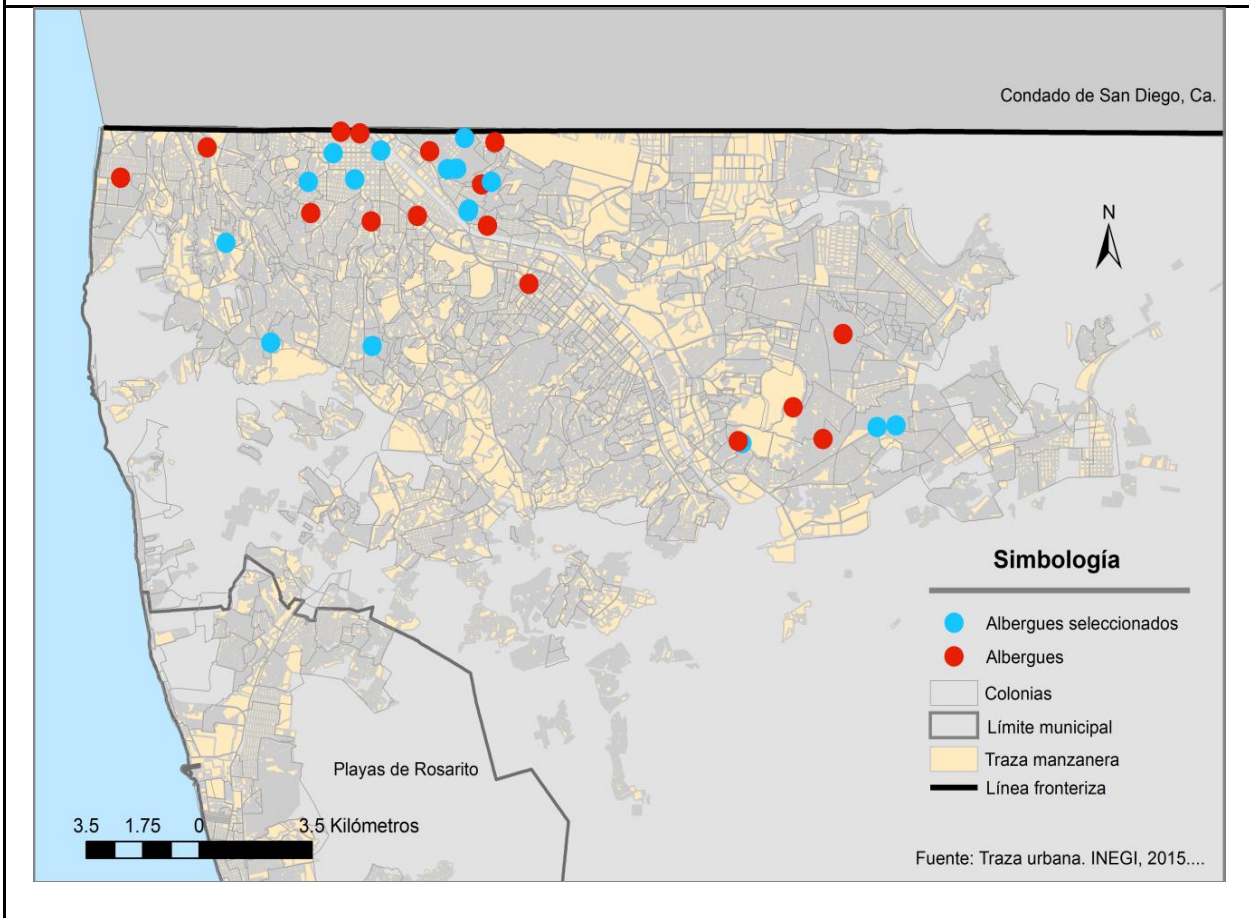 Condado de San Diego, Ca.
N
Simbología
Albergues seleccionados
Albergues
Colonias
Límite municipal
Traza manzanera
Línea fronteriza
Playas de Rosarito
3.5 1.75 0 3.5 Kilómetros
Fuente: Traza urbana. INEGI, 2015....